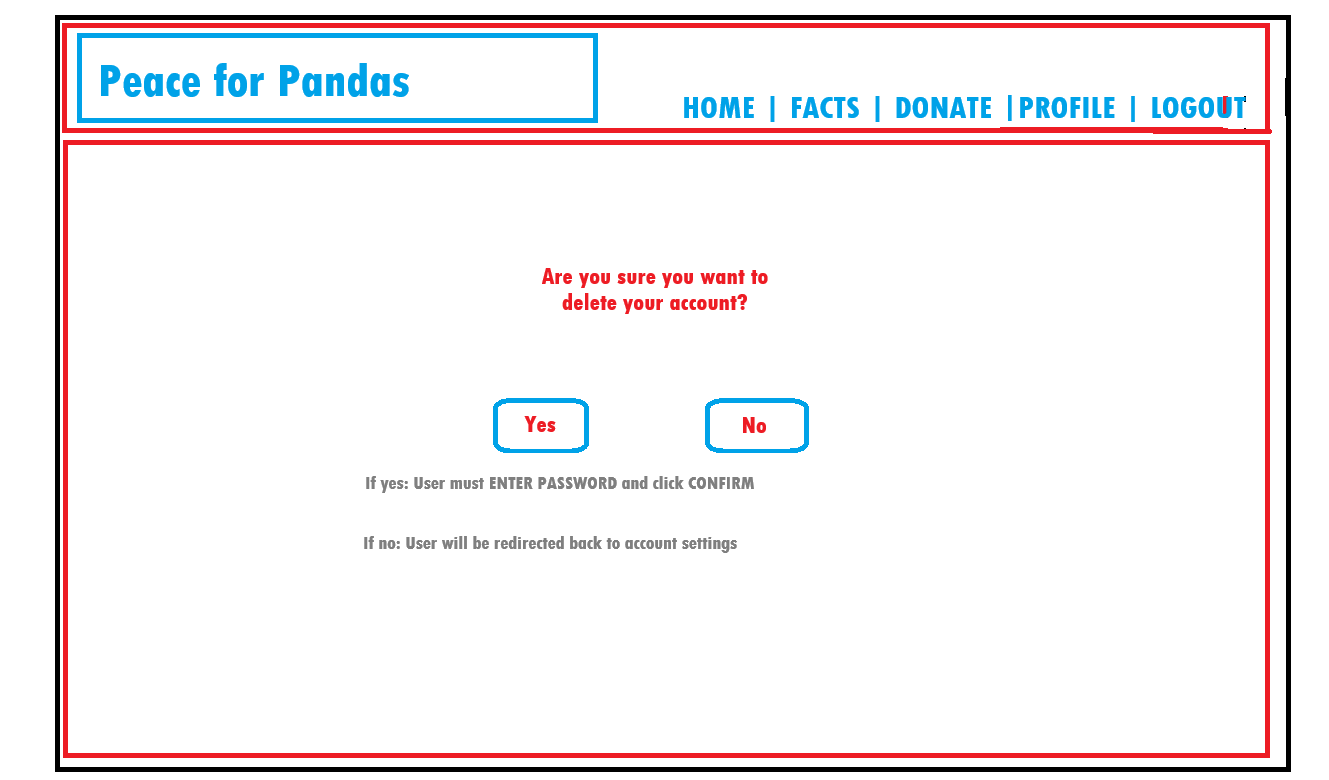 Peace for Pandas
HOME | FACTS | DONATE |PROFILE | LOGOUT
Are you sure you want to
delete your account?
Yes
No
If yes: User must ENTER PASSWORD and click CONFIRM
If no: User will be redirected back to account settings